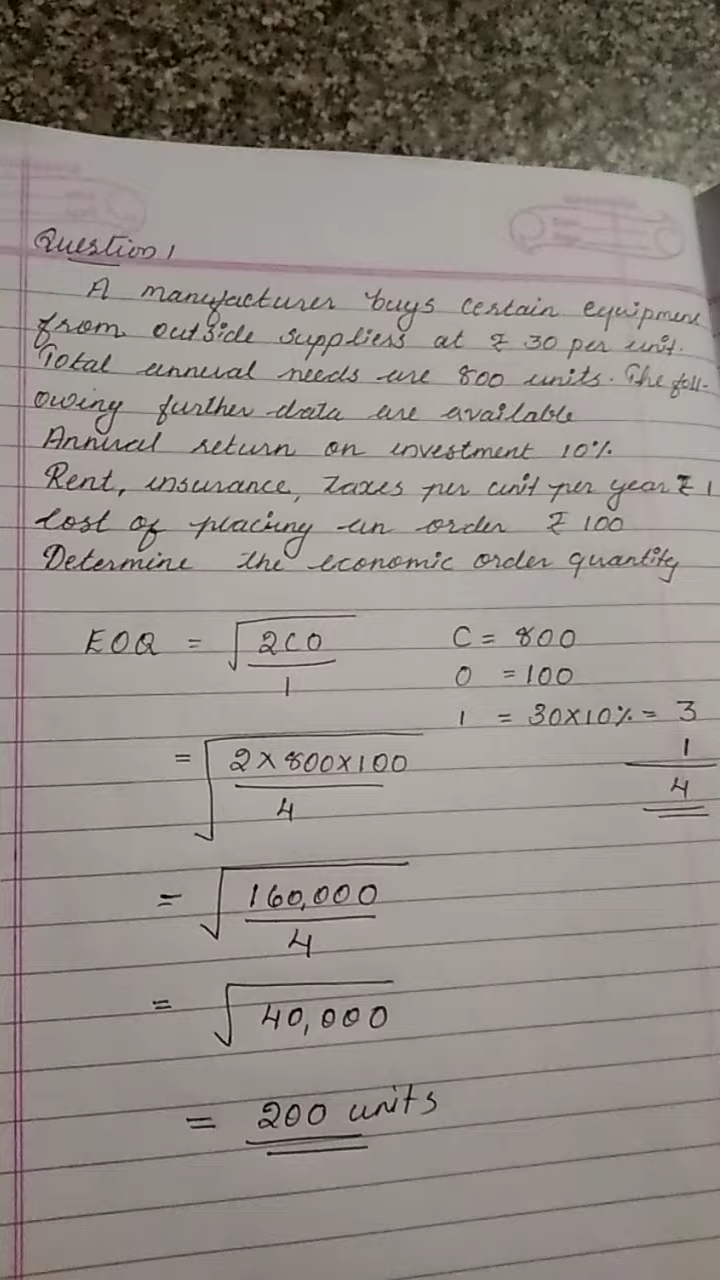 Question 1
A manufacturer buys certain equipment
from outside suppliers at ₹ 30 per unit.
Total annual needs are 800 units. The foll-
owing further data are available
Annual return on investment 10%
Rent, insurance, taxes per unit per year ₹ 1
Cost of placing an order ₹ 100
Determine the economic order quantity
EOQ = √2CO/I
C = 800
O = 100
I = 30×10% = 3
1
4
= √2×800×100/4
= √160,000/4
= √40,000
= 200 units